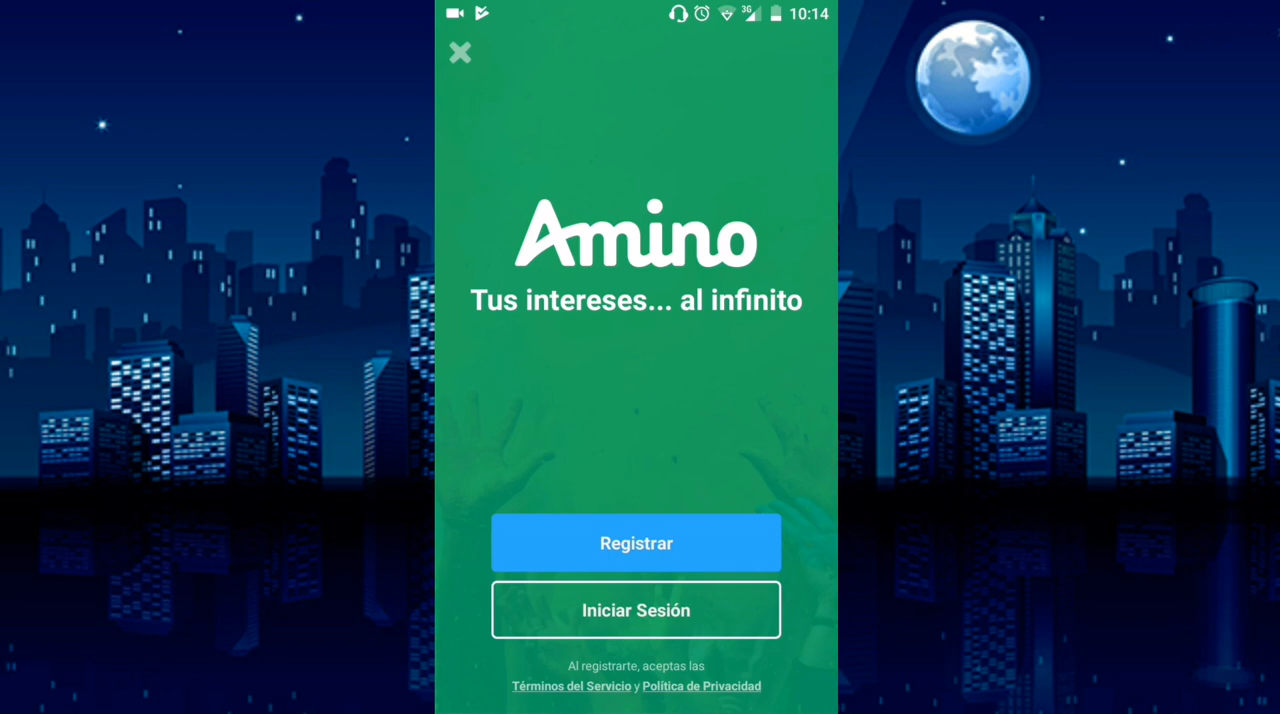 3G 10:14
Amino
Tus intereses... al infinito
Registrar
Iniciar Sesión
Al registrarte, aceptas las
Términos del Servicio y Política de Privacidad